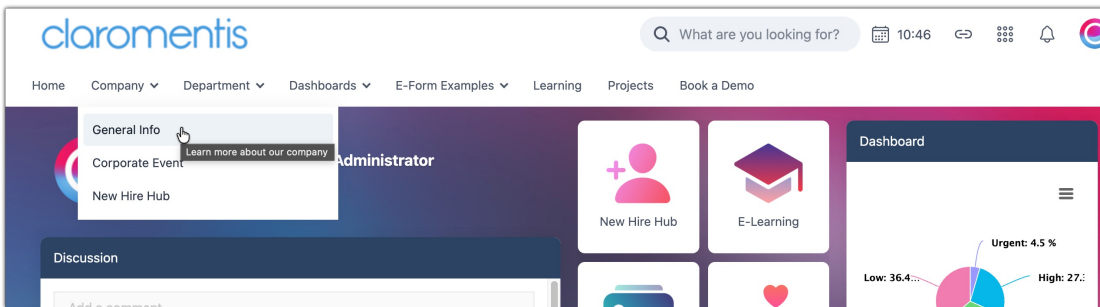 claromentis
What are you looking for?
10:46
Home Company Department Dashboards E-Form Examples Learning Projects Book a Demo
General Info
Learn more about our company
Corporate Event
New Hire Hub
Administrator
New Hire Hub
E-Learning
Dashboard
Urgent: 4.5 %
Low: 36.4...
High: 27.
Discussion
Add a comment